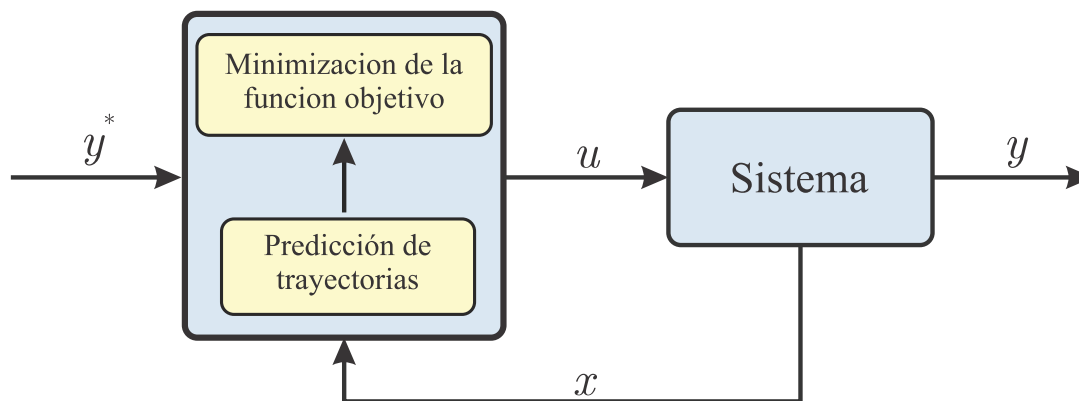 y*
Minimizacion de la
funcion objetivo
Predicción de
trayectorias
u
Sistema
y
x